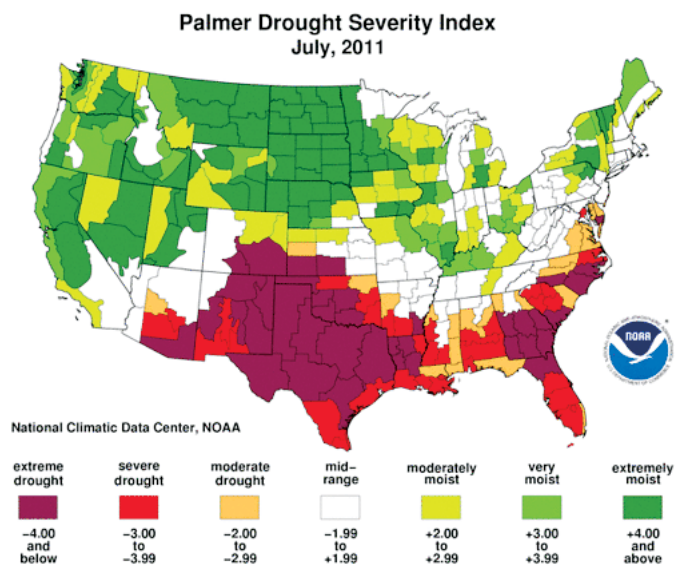 Palmer Drought Severity Index
July, 2011
NOAA
National Climatic Data Center, NOAA
extreme drought
severe drought
moderate drought
mid-range
moderately moist
very moist
extremely moist
−4.00 and below
−3.00 to −3.99
−2.00 to −2.99
−1.99 to +1.99
+2.00 to +2.99
+3.00 to +3.99
+4.00 and above